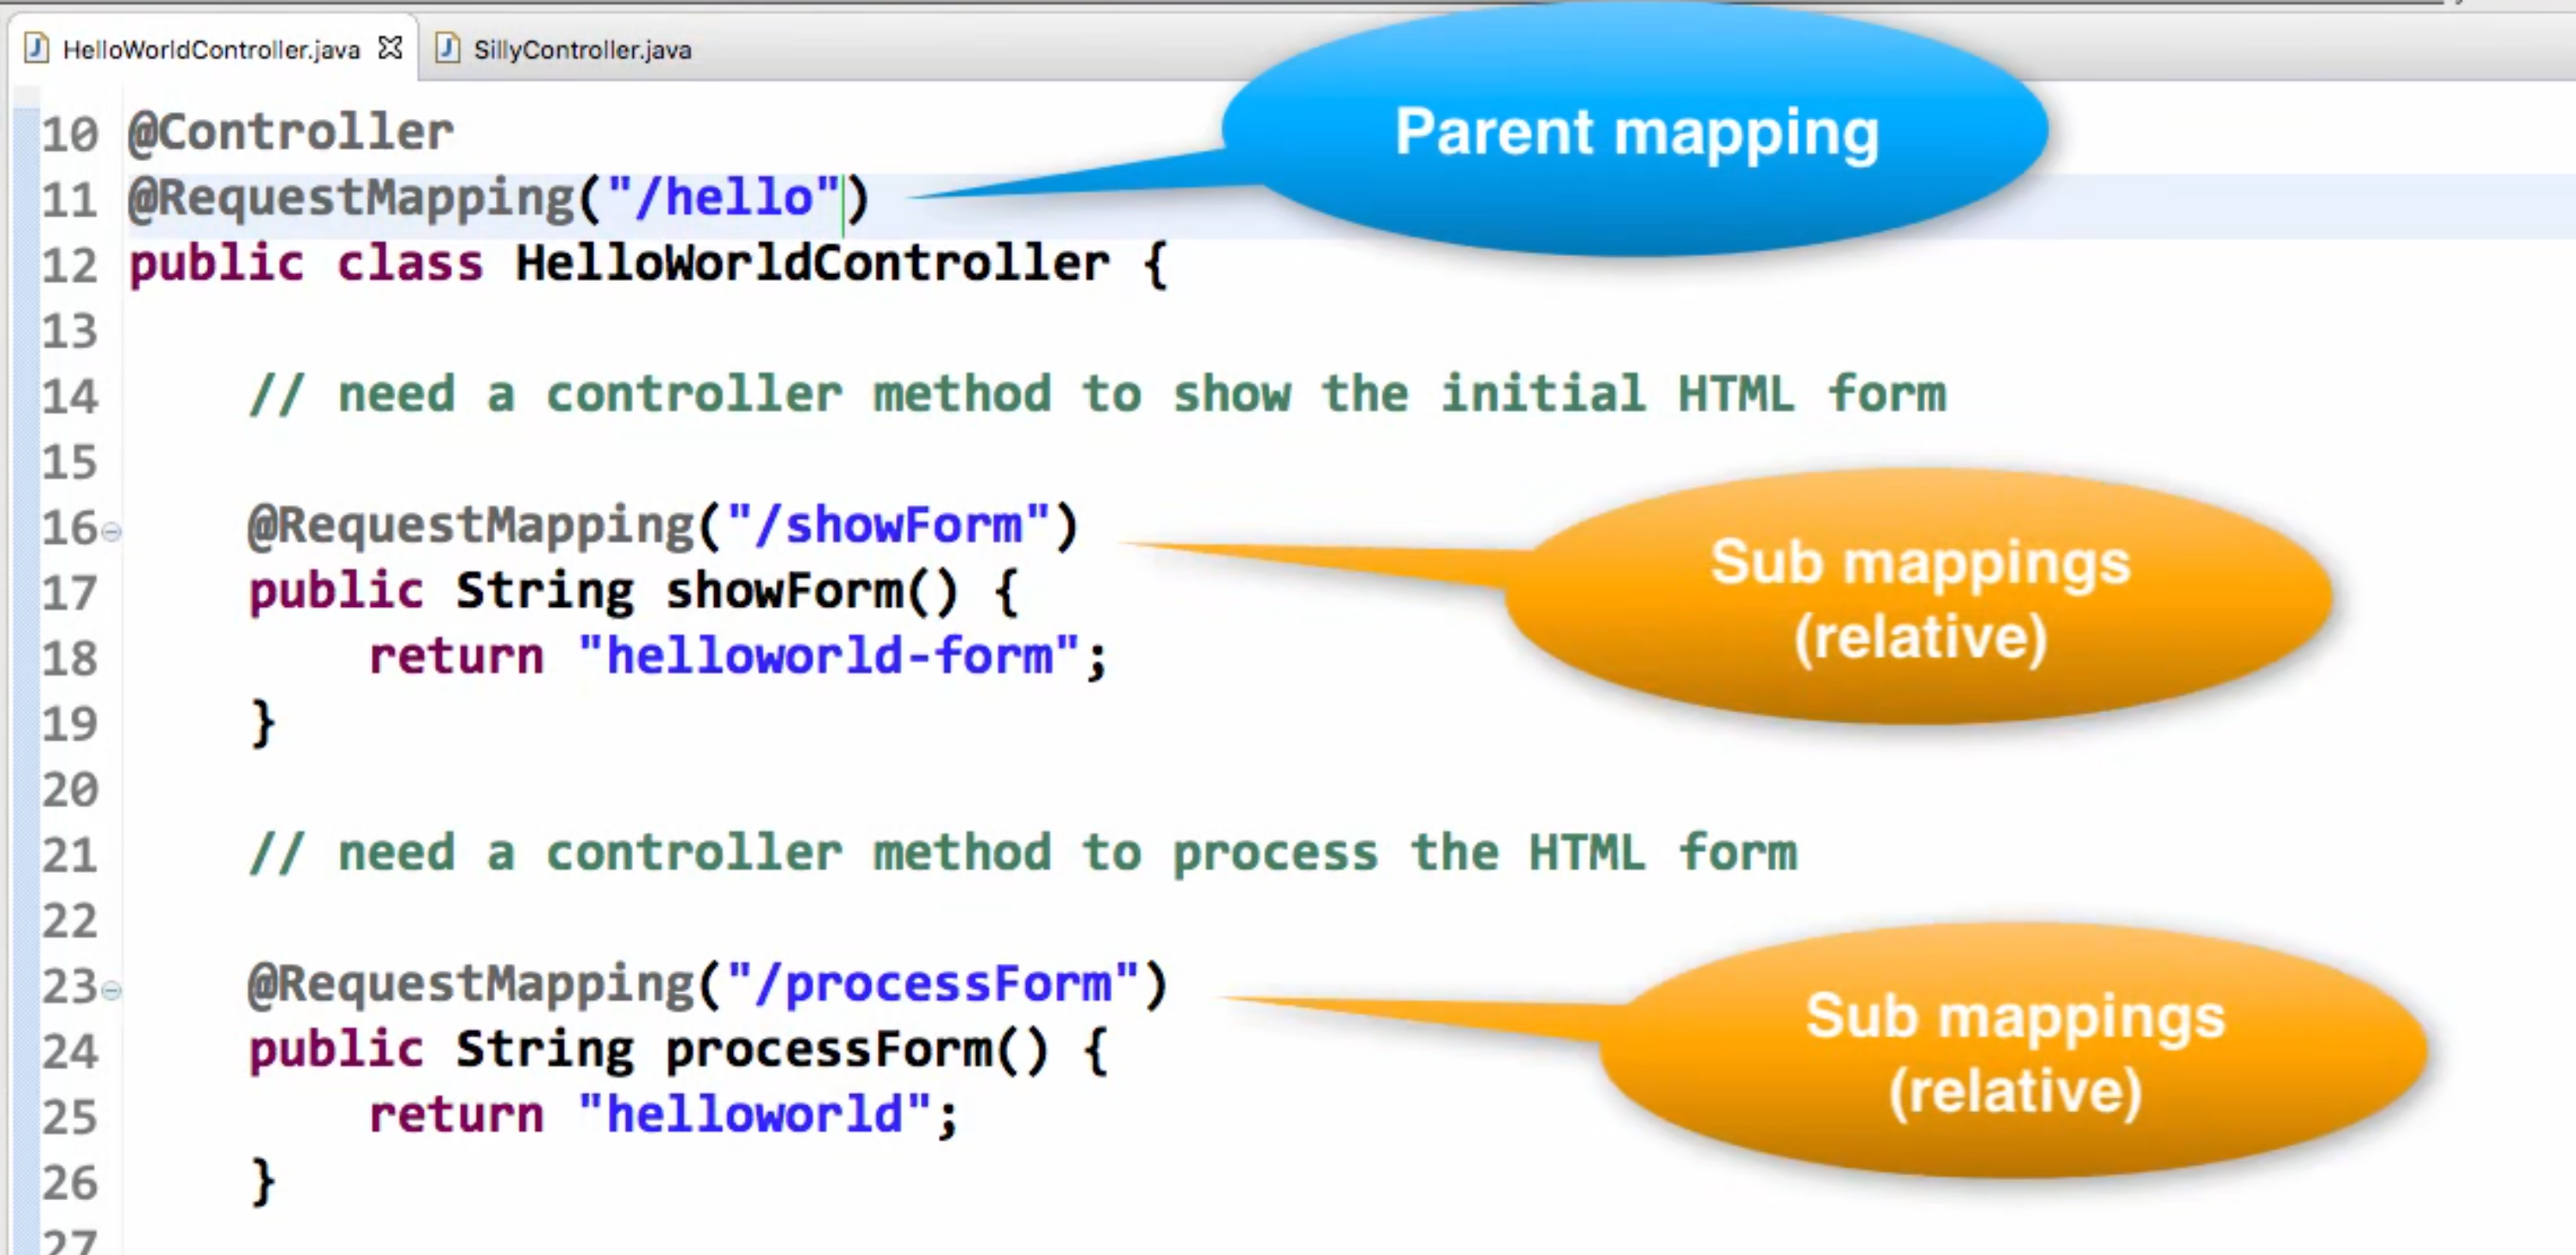 HelloWorldController.java SillyController.java
Parent mapping
10 @Controller
11 @RequestMapping("/hello")
12 public class HelloWorldController {
13
14 // need a controller method to show the initial HTML form
15
16 @RequestMapping("/showForm")
17 public String showForm() {
18 return "helloworld-form";
19 }
Sub mappings
(relative)
20
21 // need a controller method to process the HTML form
22
23 @RequestMapping("/processForm")
24 public String processForm() {
25 return "helloworld";
26 }
Sub mappings
(relative)
27